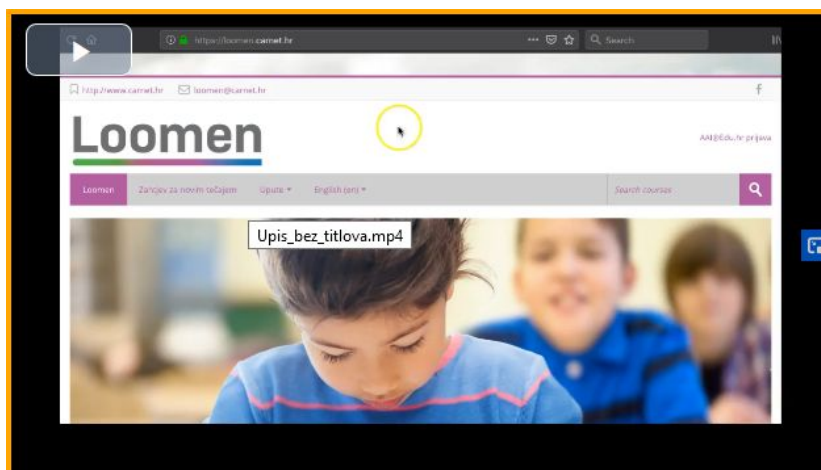 https://loomen.carnet.hr
Search
http://www.carnet.hr loomen@carnet.hr
Loomen
AAI@Edu.hr prijava
Loomen Zahtjev za novim tečajem Upute English (en) Search courses
Upis_bez_titlova.mp4